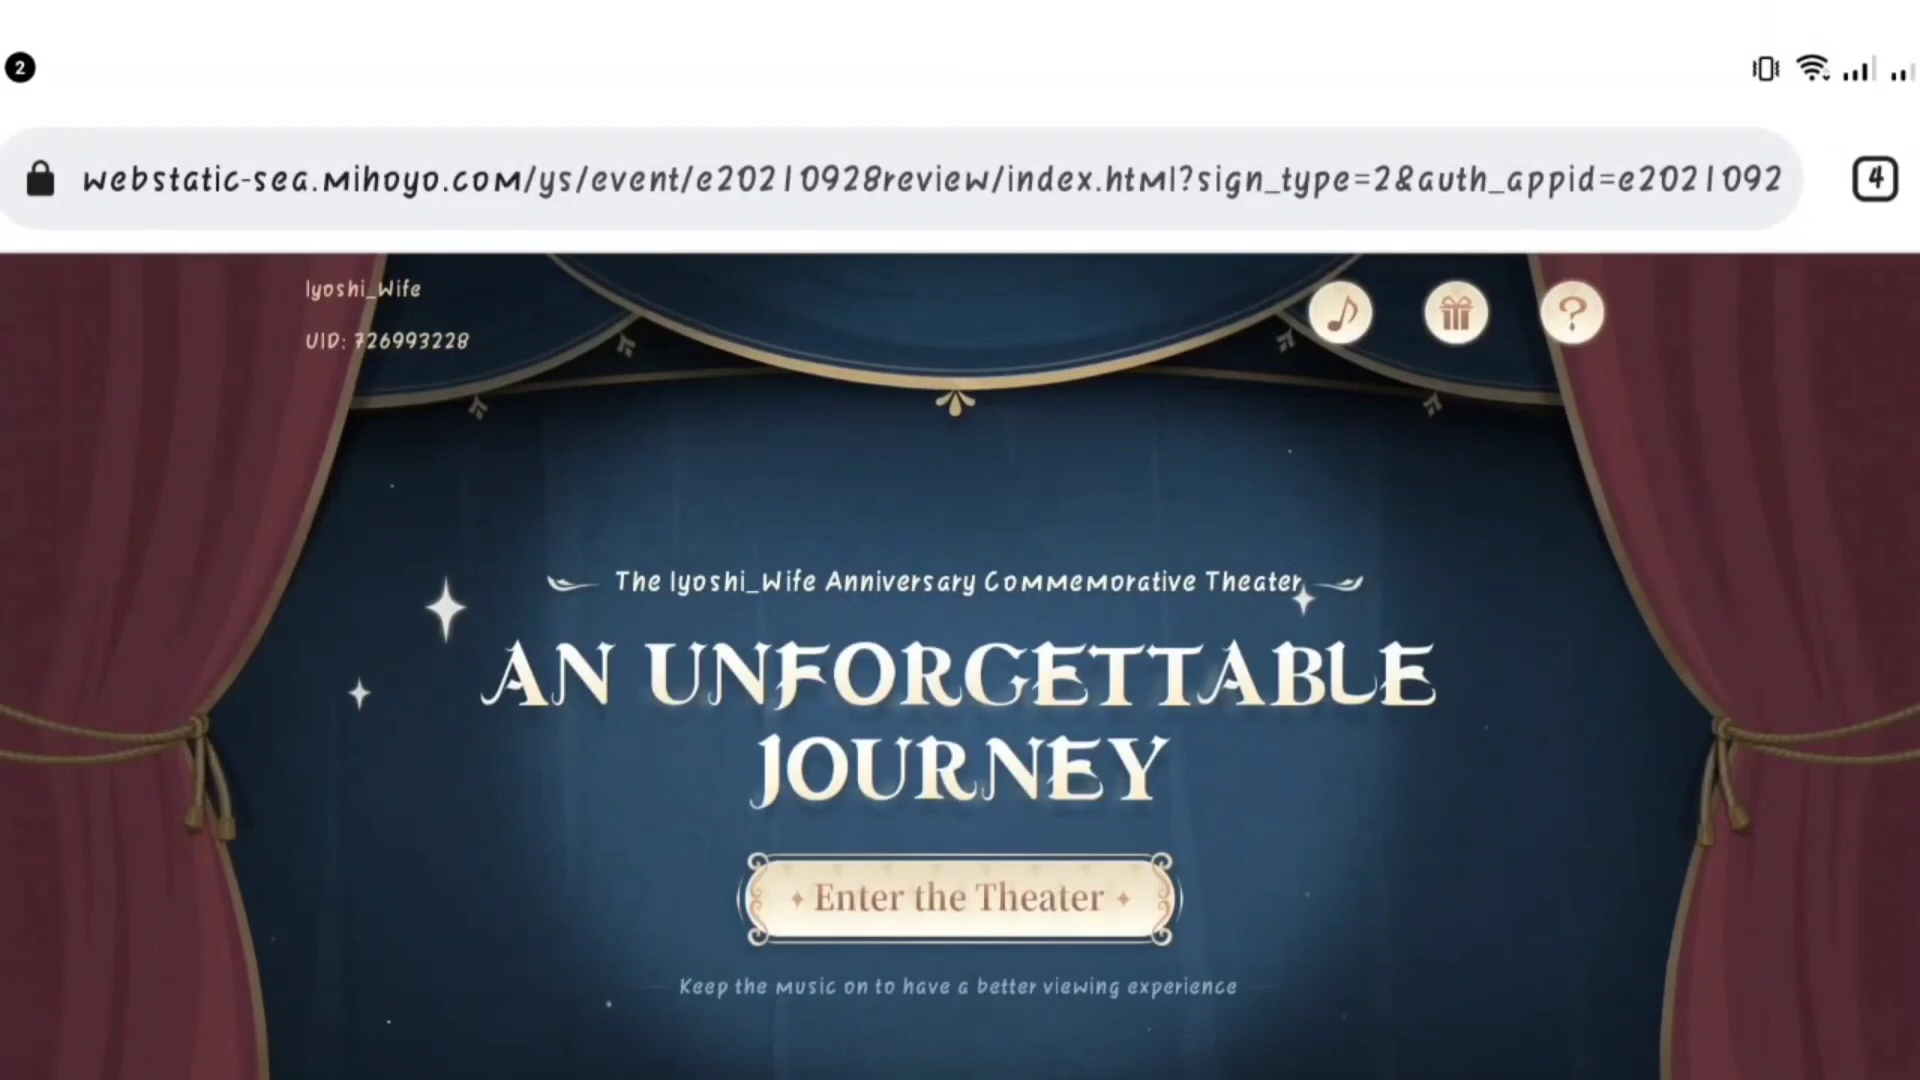 2
webstatic-sea.mihoyo.com/ys/event/e20210928review/index.html?sign_type=2&auth_appid=e2021092
4
Iyoshi_Wife
UID: 726993228
?
The Iyoshi_Wife Anniversary Commemorative Theater
AN UNFORGETTABLE
JOURNEY
Enter the Theater
Keep the music on to have a better viewing experience